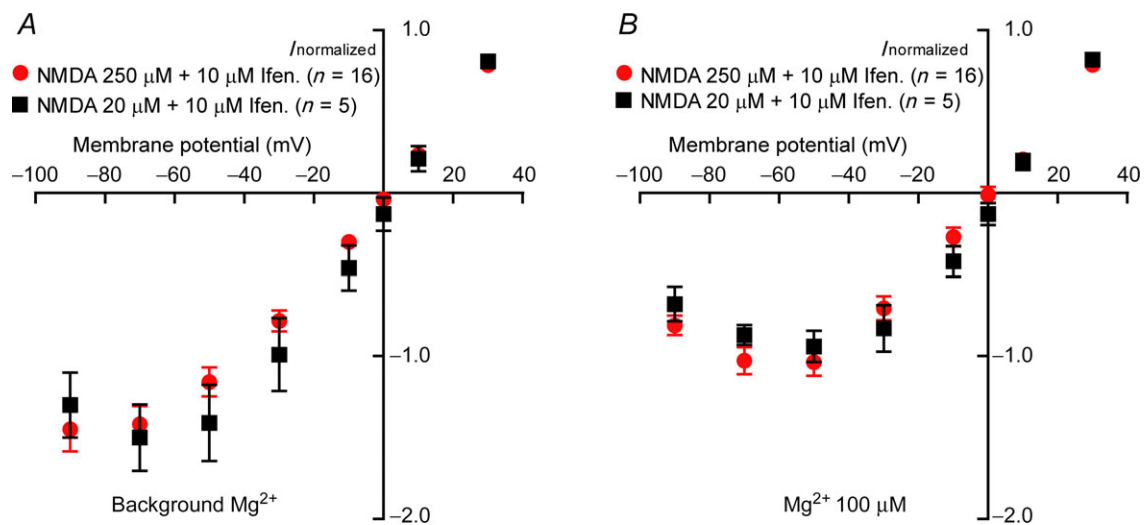 A
1.0
Inormalized
NMDA 250 µM + 10 µM Ifen. (n = 16)
NMDA 20 µM + 10 µM Ifen. (n = 5)
Membrane potential (mV)
−100 −80 −60 −40 −20 20 40
−1.0
Background Mg²⁺
−2.0
B
1.0
Inormalized
NMDA 250 µM + 10 µM Ifen. (n = 16)
NMDA 20 µM + 10 µM Ifen. (n = 5)
Membrane potential (mV)
−100 −80 −60 −40 −20 20 40
−1.0
Mg²⁺ 100 µM
−2.0